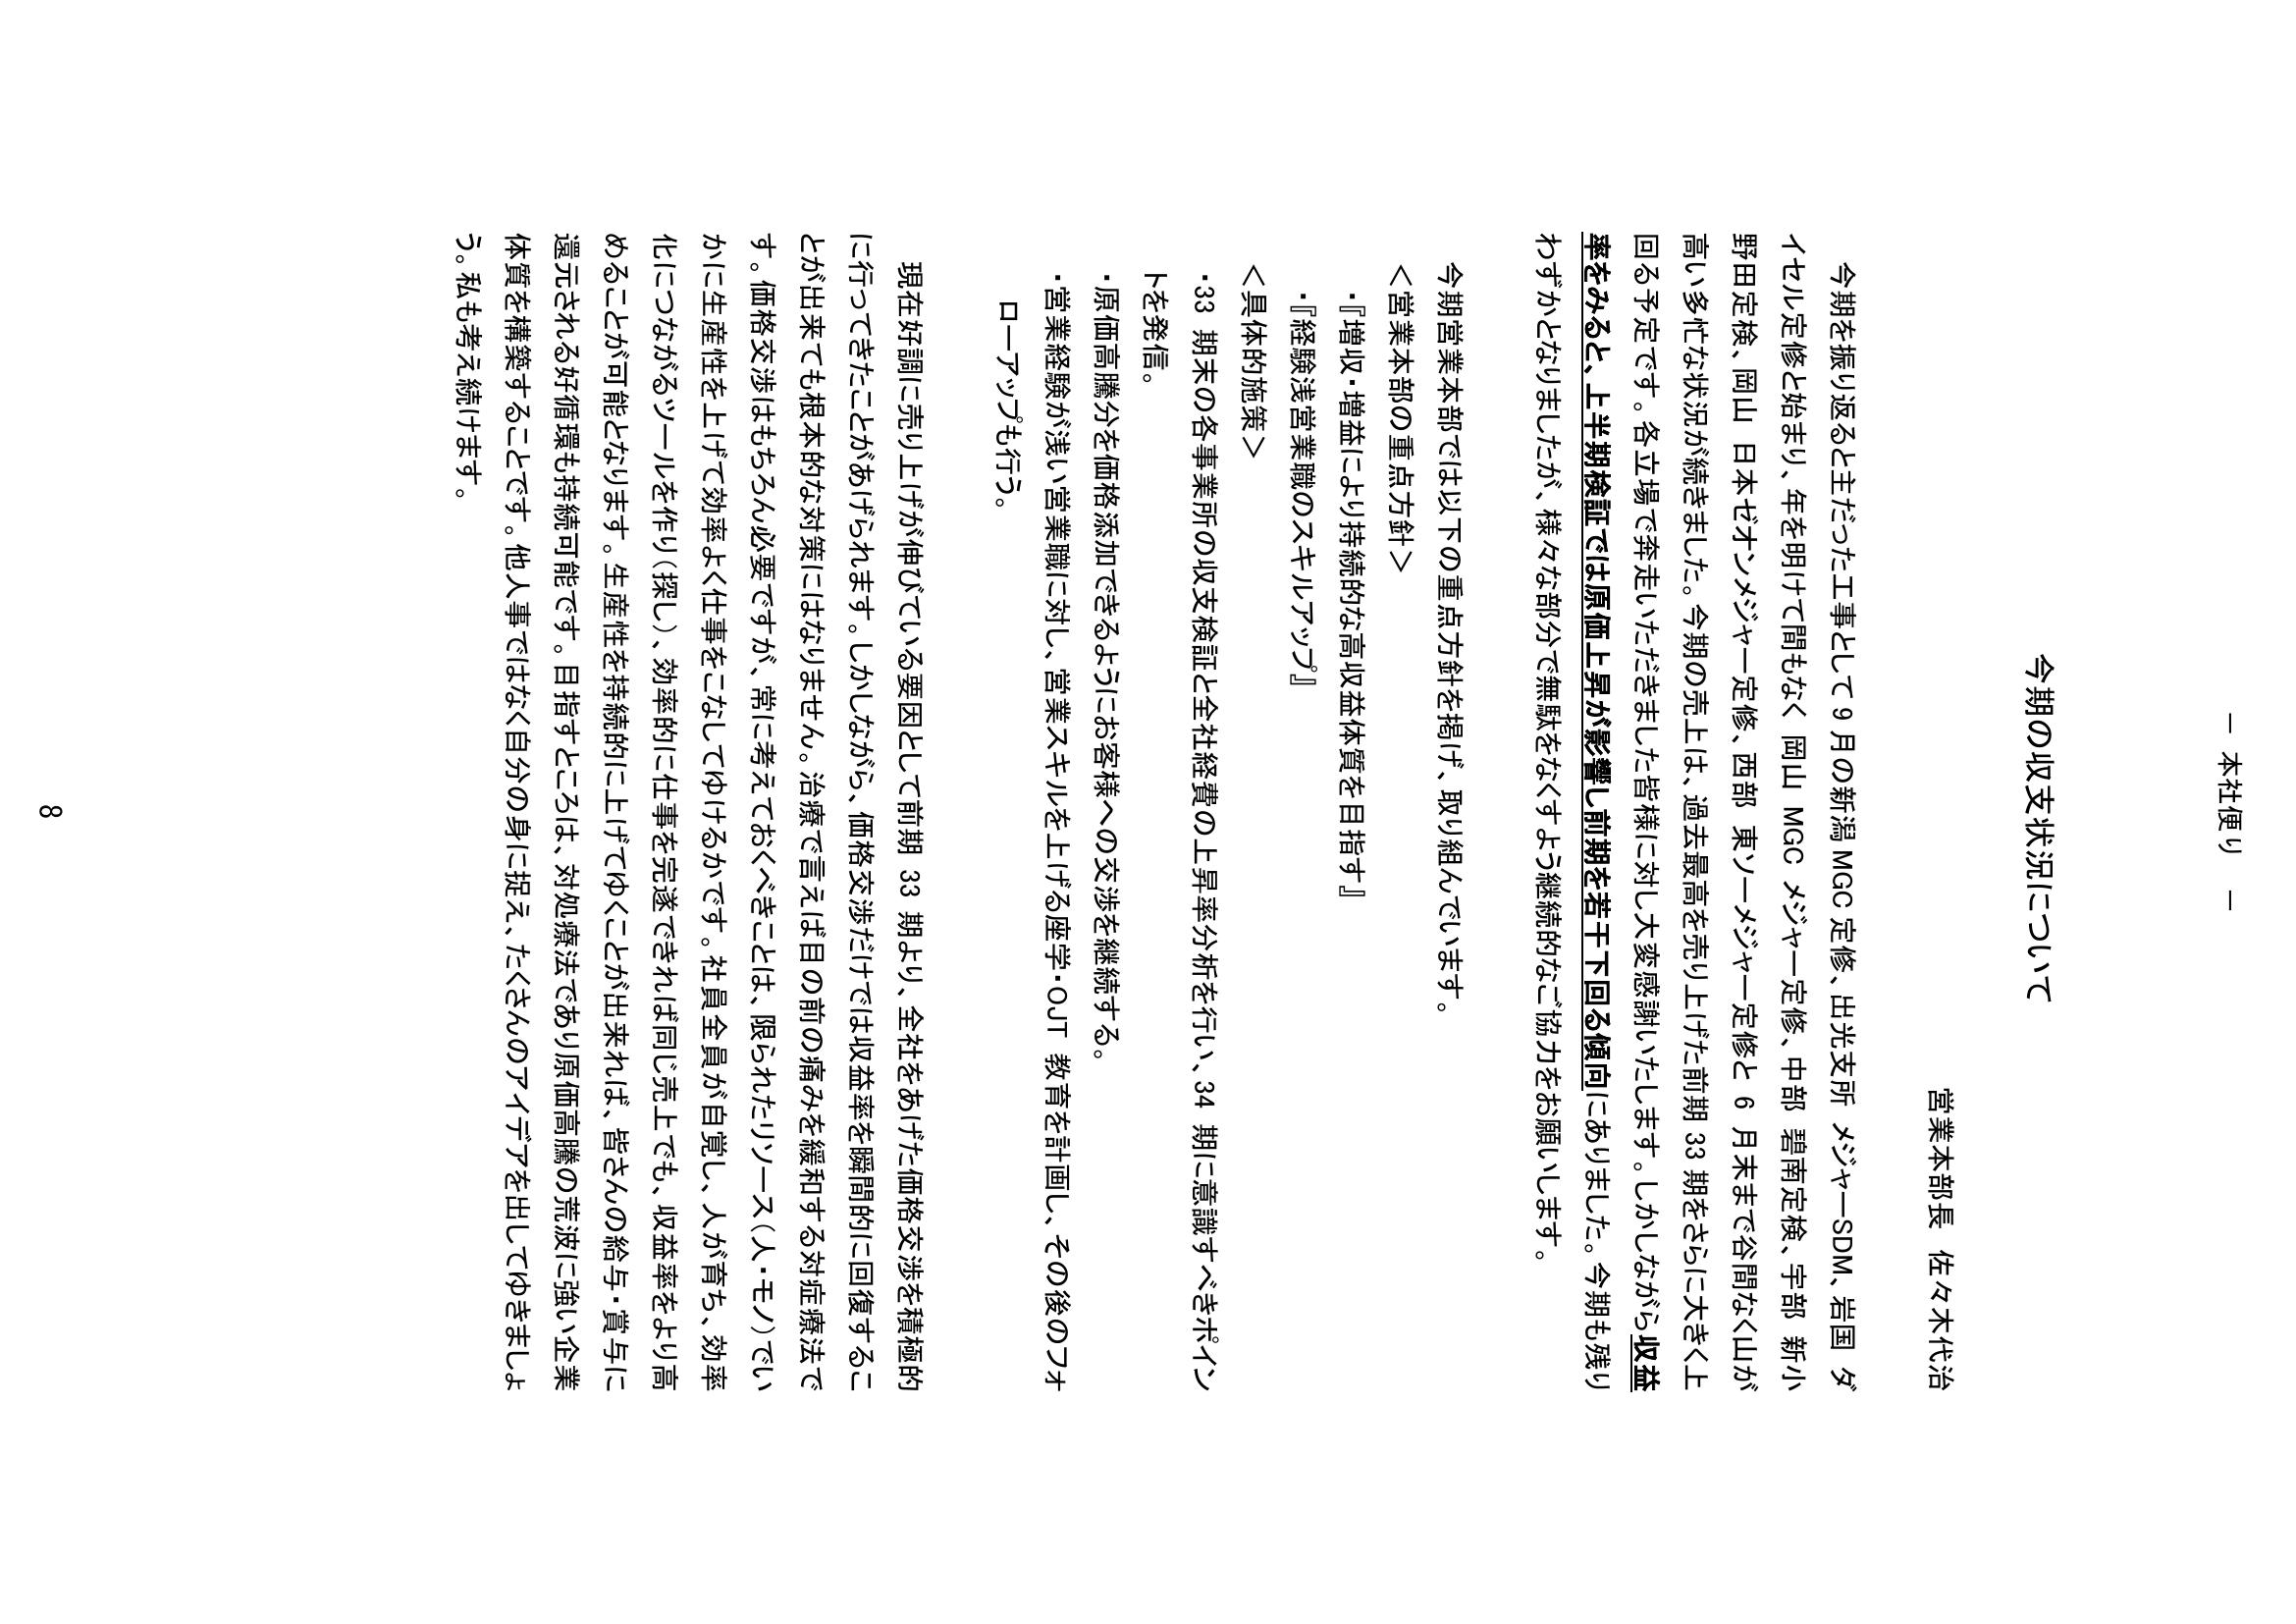 － 本社便り －
今期の収支状況について
営業本部長 佐々木代治
今期を振り返ると主だった工事として 9 月の新潟 MGC 定修、出光支所 メジャーSDM、岩国 ダ
イセル定修と始まり、年を明けて間もなく 岡山 MGC メジャー定修、中部 碧南定検、宇部 新小
野田定検、岡山 日本ゼオンメジャー定修、西部 東ソーメジャー定修と 6 月末まで谷間なく山が
高い多忙な状況が続きました。今期の売上は、過去最高を売り上げた前期 33 期をさらに大きく上
回る予定です。各立場で奔走いただきました皆様に対し大変感謝いたします。しかしながら収益
率をみると、上半期検証では原価上昇が影響し前期を若干下回る傾向にありました。今期も残り
わずかとなりましたが、様々な部分で無駄をなくすよう継続的なご協力をお願いします。
今期営業本部では以下の重点方針を掲げ、取り組んでいます。
＜営業本部の重点方針＞
・『増収・増益により持続的な高収益体質を目指す』
・『経験浅営業職のスキルアップ』
＜具体的施策＞
・33 期末の各事業所の収支検証と全社経費の上昇率分析を行い、34 期に意識すべきポイン
トを発信。
・原価高騰分を価格添加できるようにお客様への交渉を継続する。
・営業経験が浅い営業職に対し、営業スキルを上げる座学・OJT 教育を計画し、その後のフォ
ローアップも行う。
現在好調に売り上げが伸びている要因として前期 33 期より、全社をあげた価格交渉を積極的
に行ってきたことがあげられます。しかしながら、価格交渉だけでは収益率を瞬間的に回復するこ
とが出来ても根本的な対策にはなりません。治療で言えば目の前の痛みを緩和する対症療法で
す。価格交渉はもちろん必要ですが、常に考えておくべきことは、限られたリソース（人・モノ）でい
かに生産性を上げて効率よく仕事をこなしてゆけるかです。社員全員が自覚し、人が育ち、効率
化につながるツールを作り（探し）、効率的に仕事を完遂できれば同じ売上でも、収益率をより高
めることが可能となります。生産性を持続的に上げてゆくことが出来れば、皆さんの給与・賞与に
還元される好循環も持続可能です。目指すところは、対処療法であり原価高騰の荒波に強い企業
体質を構築することです。他人事ではなく自分の身に捉え、たくさんのアイデアを出してゆきましょ
う。私も考え続けます。
8